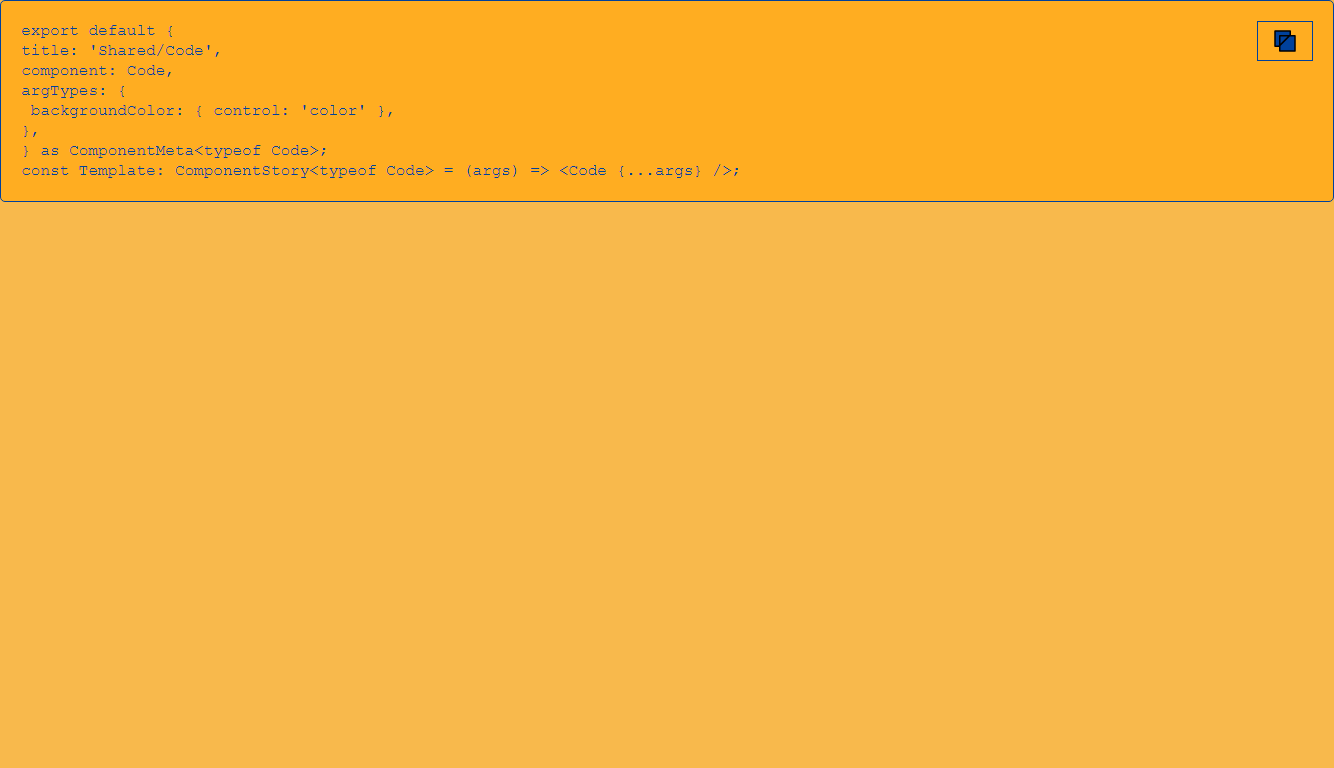 export default {
title: 'Shared/Code',
component: Code,
argTypes: {
 backgroundColor: { control: 'color' },
},
} as ComponentMeta<typeof Code>;
const Template: ComponentStory<typeof Code> = (args) => <Code {...args} />;